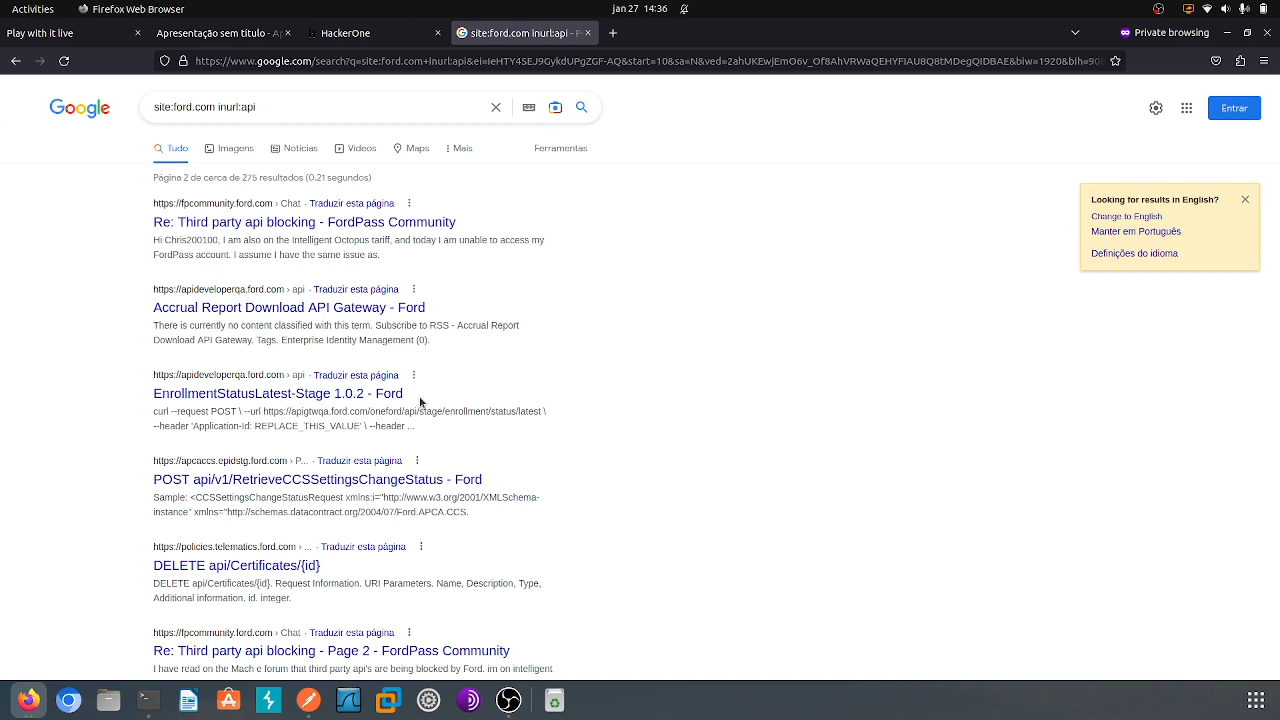 Activities
Firefox Web Browser
jan 27 14:36
Play with it live
Apresentação sem título - Ap
HackerOne
site:ford.com inurl:api - P
Private browsing
https://www.google.com/search?q=site:ford.com+inurl:api&ei=
Google
site:ford.com inurl:api
Entrar
Tudo
Imagens
Notícias
Vídeos
Maps
Mais
Ferramentas
Página 2 de cerca de 275 resultados (0,21 segundos)
https://fpcommunity.ford.com › Chat · Traduzir esta página
Re: Third party api blocking - FordPass Community
Hi Chris200100, I am also on the Intelligent Octopus tariff, and today I am unable to access my
FordPass account. I assume I have the same issue as.
https://apideveloperqa.ford.com › api · Traduzir esta página
Accrual Report Download API Gateway - Ford
There is currently no content classified with this term. Subscribe to RSS - Accrual Report
Download API Gateway. Tags. Enterprise Identity Management (0).
https://apideveloperqa.ford.com › api · Traduzir esta página
EnrollmentStatusLatest-Stage 1.0.2 - Ford
curl --request POST \ --url https://apigtwqa.ford.com/oneford/api/stage/enrollment/status/latest \
--header 'Application-Id: REPLACE_THIS_VALUE' \ --header ...
https://apcaccs.epidstg.ford.com › P... · Traduzir esta página
POST api/v1/RetrieveCCSSettingsChangeStatus - Ford
Sample: <CCSSettingsChangeStatusRequest xmlns:i="http://www.w3.org/2001/XMLSchema-
instance" xmlns="http://schemas.datacontract.org/2004/07/Ford.APCA.CCS.
https://policies.telematics.ford.com › ... · Traduzir esta página
DELETE api/Certificates/{id}
DELETE api/Certificates/{id}. Request Information. URI Parameters. Name, Description, Type,
Additional information. id. integer.
https://fpcommunity.ford.com › Chat · Traduzir esta página
Re: Third party api blocking - Page 2 - FordPass Community
I have read on the Mach e forum that third party api's are being blocked by Ford. im on intelligent
Looking for results in English?
Change to English
Manter em Português
Definições do idioma